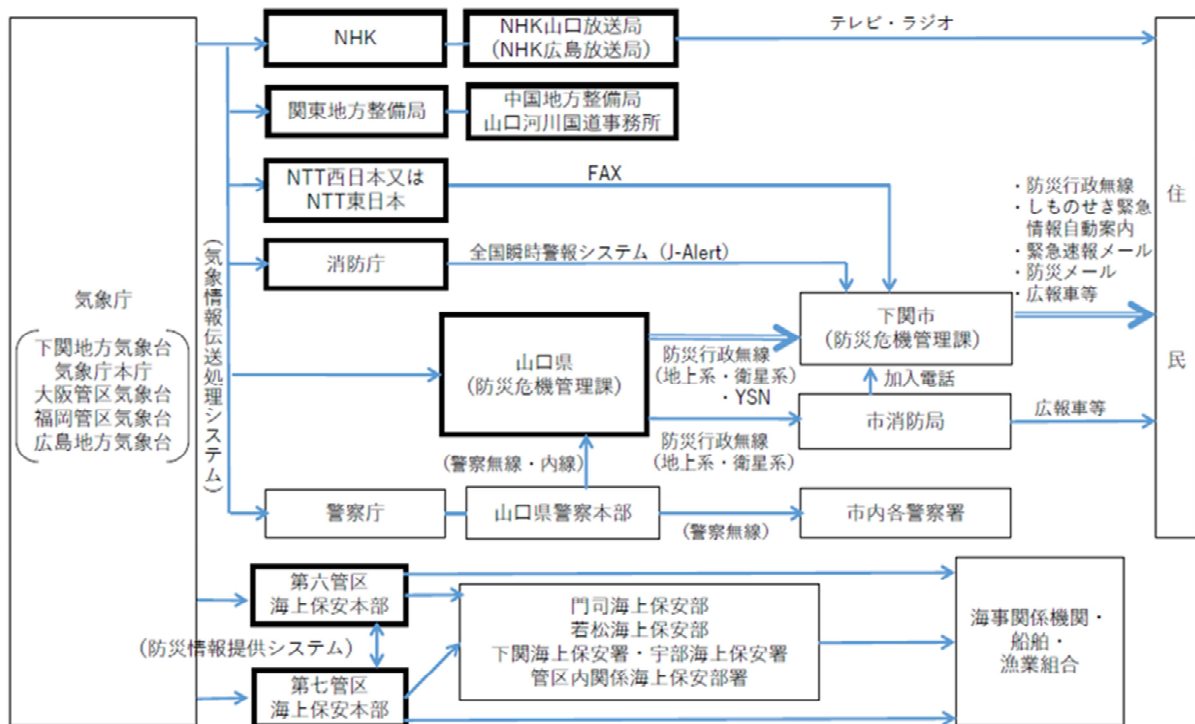 NHK
NHK山口放送局
(NHK広島放送局)
テレビ・ラジオ
関東地方整備局
中国地方整備局
山口河川国道事務所
NTT西日本又は
NTT東日本
FAX
消防庁
全国瞬時警報システム（J-Alert）
気象庁
下関地方気象台
気象庁本庁
大阪管区気象台
福岡管区気象台
広島地方気象台
(気象情報伝送処理システム)
山口県
(防災危機管理課)
防災行政無線
(地上系・衛星系)
・YSN
防災行政無線
(地上系・衛星系)
下関市
(防災危機管理課)
加入電話
市消防局
・防災行政無線
・しものせき緊急
情報自動案内
・緊急速報メール
・防災メール
・広報車等
広報車等
住
民
(警察無線・内線)
警察庁
山口県警察本部
(警察無線)
市内各警察署
第六管区
海上保安本部
(防災情報提供システム)
第七管区
海上保安本部
門司海上保安部
若松海上保安部
下関海上保安署・宇部海上保安署
管区内関係海上保安部署
海事関係機関・
船舶・
漁業組合